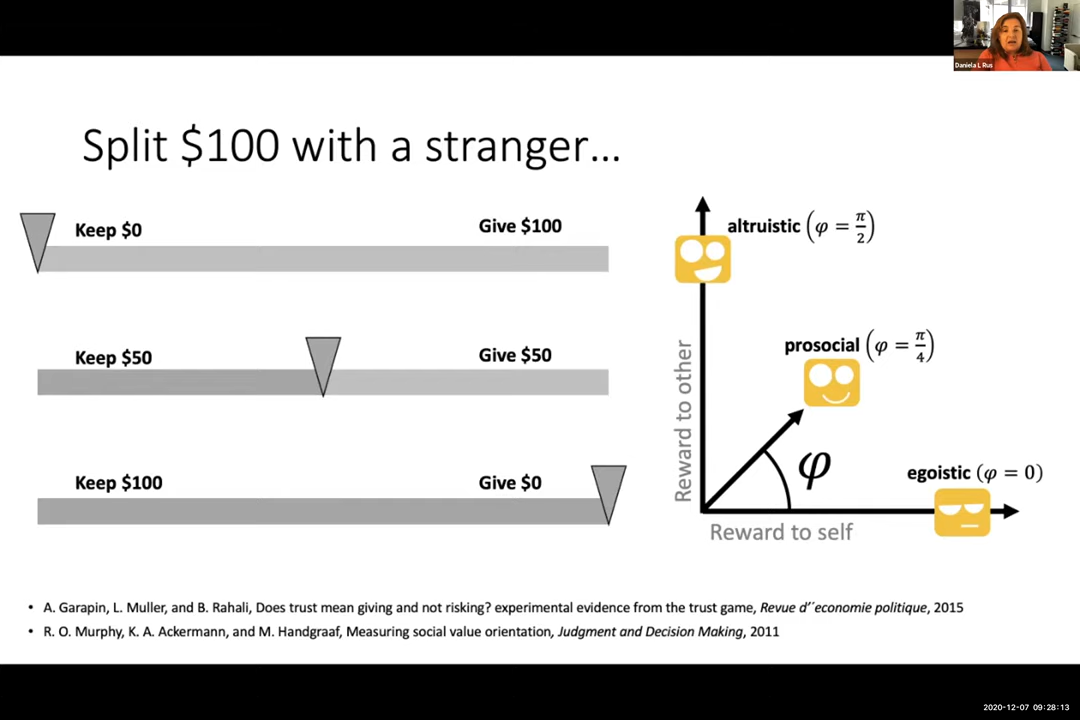 Daniela L Rus
Split $100 with a stranger...
Keep $0
Give $100
Keep $50
Give $50
Keep $100
Give $0
altruistic (φ = π/2)
prosocial (φ = π/4)
φ
egoistic (φ = 0)
Reward to other
Reward to self
• A. Garapin, L. Muller, and B. Rahali, Does trust mean giving and not risking? experimental evidence from the trust game, Revue d'´economie politique, 2015
• R. O. Murphy, K. A. Ackermann, and M. Handgraaf, Measuring social value orientation, Judgment and Decision Making, 2011
2020-12-07 09:28:13